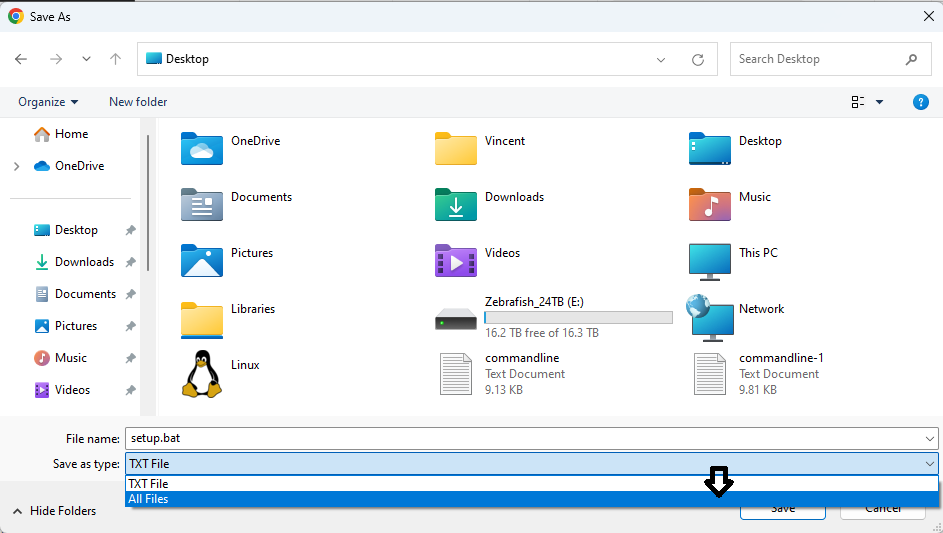 Save As
Desktop
Search Desktop
Organize
New folder
?
Home
OneDrive
Desktop
Downloads
Documents
Pictures
Music
Videos
OneDrive
Vincent
Desktop
Documents
Downloads
Music
Pictures
Videos
This PC
Libraries
Zebrafish_24TB (E:)
16.2 TB free of 16.3 TB
Network
Linux
commandline
Text Document
9.13 KB
commandline-1
Text Document
9.81 KB
File name: setup.bat
Save as type: TXT File
TXT File
All Files
Hide Folders
Save
Cancel